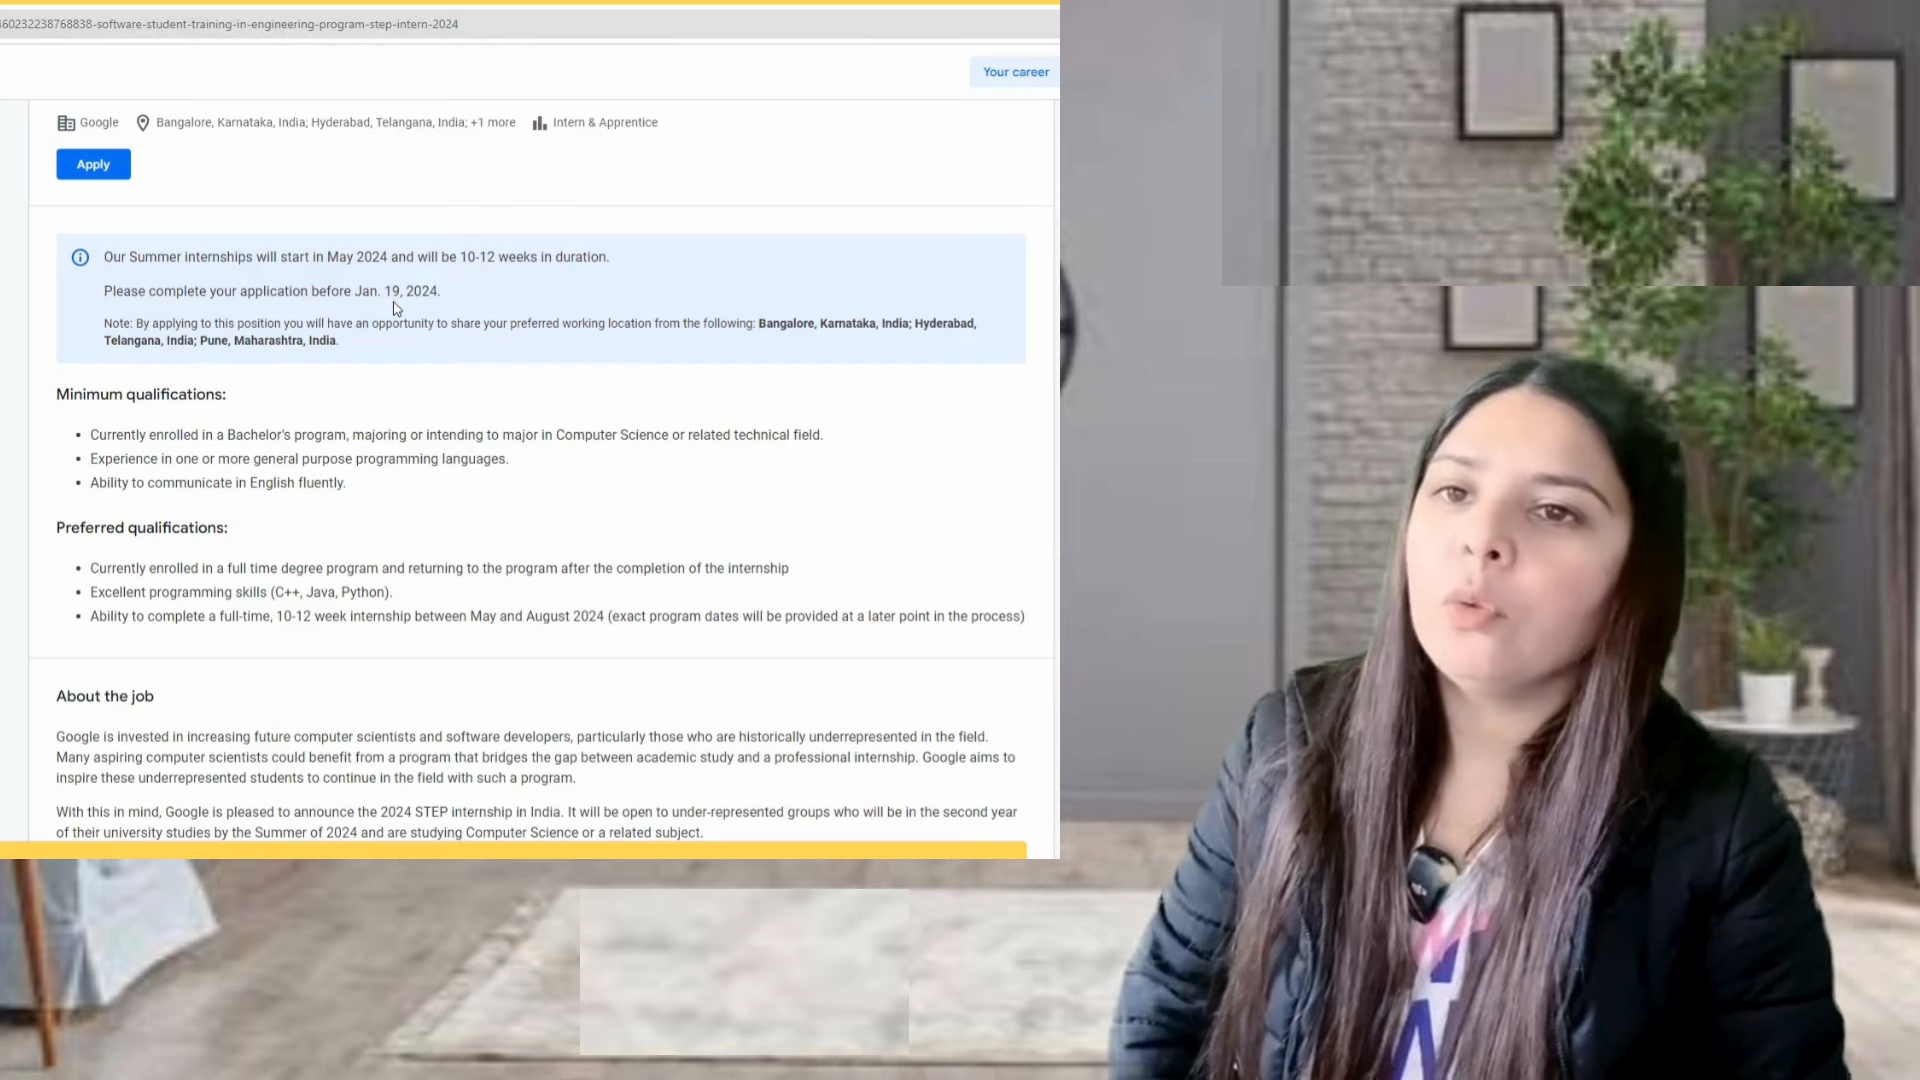 460232238768838-software-student-training-in-engineering-program-step-intern-2024
Your career
Google Bangalore, Karnataka, India; Hyderabad, Telangana, India; +1 more Intern & Apprentice
Apply
Our Summer internships will start in May 2024 and will be 10-12 weeks in duration.
Please complete your application before Jan. 19, 2024.
Note: By applying to this position you will have an opportunity to share your preferred working location from the following: Bangalore, Karnataka, India; Hyderabad,
Telangana, India; Pune, Maharashtra, India.
Minimum qualifications:
• Currently enrolled in a Bachelor's program, majoring or intending to major in Computer Science or related technical field.
• Experience in one or more general purpose programming languages.
• Ability to communicate in English fluently.
Preferred qualifications:
• Currently enrolled in a full time degree program and returning to the program after the completion of the internship
• Excellent programming skills (C++, Java, Python).
• Ability to complete a full-time, 10-12 week internship between May and August 2024 (exact program dates will be provided at a later point in the process)
About the job
Google is invested in increasing future computer scientists and software developers, particularly those who are historically underrepresented in the field.
Many aspiring computer scientists could benefit from a program that bridges the gap between academic study and a professional internship. Google aims to
inspire these underrepresented students to continue in the field with such a program.
With this in mind, Google is pleased to announce the 2024 STEP internship in India. It will be open to under-represented groups who will be in the second year
of their university studies by the Summer of 2024 and are studying Computer Science or a related subject.